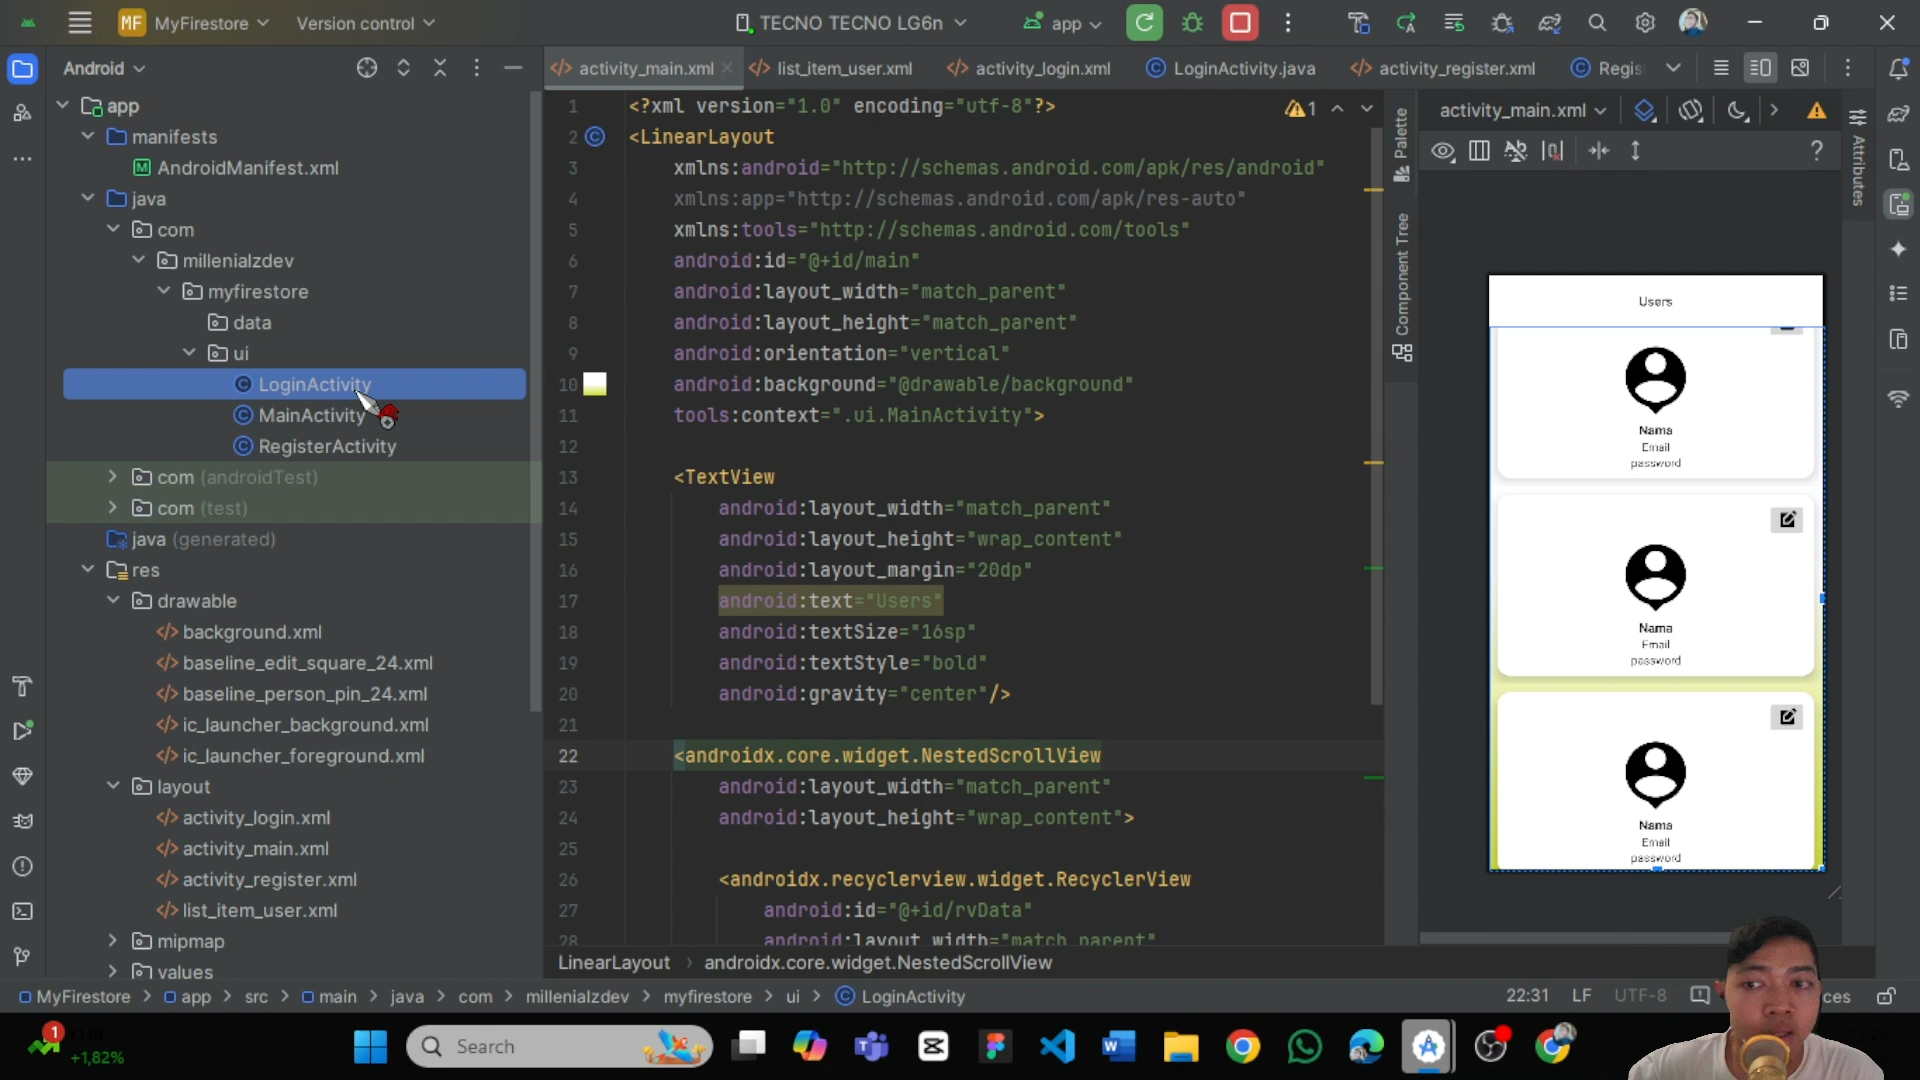 MF MyFirestore Version control TECNO TECNO LG6n app
Android
app
manifests
AndroidManifest.xml
java
com
millenialzdev
myfirestore
data
ui
LoginActivity
MainActivity
RegisterActivity
com (androidTest)
com (test)
java (generated)
res
drawable
background.xml
baseline_edit_square_24.xml
baseline_person_pin_24.xml
ic_launcher_background.xml
ic_launcher_foreground.xml
layout
activity_login.xml
activity_main.xml
activity_register.xml
list_item_user.xml
mipmap
values
activity_main.xml list_item_user.xml activity_login.xml LoginActivity.java activity_register.xml Regis
1 <?xml version="1.0" encoding="utf-8"?>
2 <LinearLayout
3 xmlns:android="http://schemas.android.com/apk/res/android"
4 xmlns:app="http://schemas.android.com/apk/res-auto"
5 xmlns:tools="http://schemas.android.com/tools"
6 android:id="@+id/main"
7 android:layout_width="match_parent"
8 android:layout_height="match_parent"
9 android:orientation="vertical"
10 android:background="@drawable/background"
11 tools:context=".ui.MainActivity">
12
13 <TextView
14 android:layout_width="match_parent"
15 android:layout_height="wrap_content"
16 android:layout_margin="20dp"
17 android:text="Users"
18 android:textSize="16sp"
19 android:textStyle="bold"
20 android:gravity="center"/>
21
22 <androidx.core.widget.NestedScrollView
23 android:layout_width="match_parent"
24 android:layout_height="wrap_content">
25
26 <androidx.recyclerview.widget.RecyclerView
27 android:id="@+id/rvData"
28 android:layout_width="match_parent"
1
LinearLayout androidx.core.widget.NestedScrollView
Palette
Component Tree
activity_main.xml
?
Attributes
Users
Nama
Email
password
Nama
Email
password
Nama
Email
password
MyFirestore app src main java com millenialzdev myfirestore ui LoginActivity
22:31 LF UTF-8 ces
1
+1,82%
Search